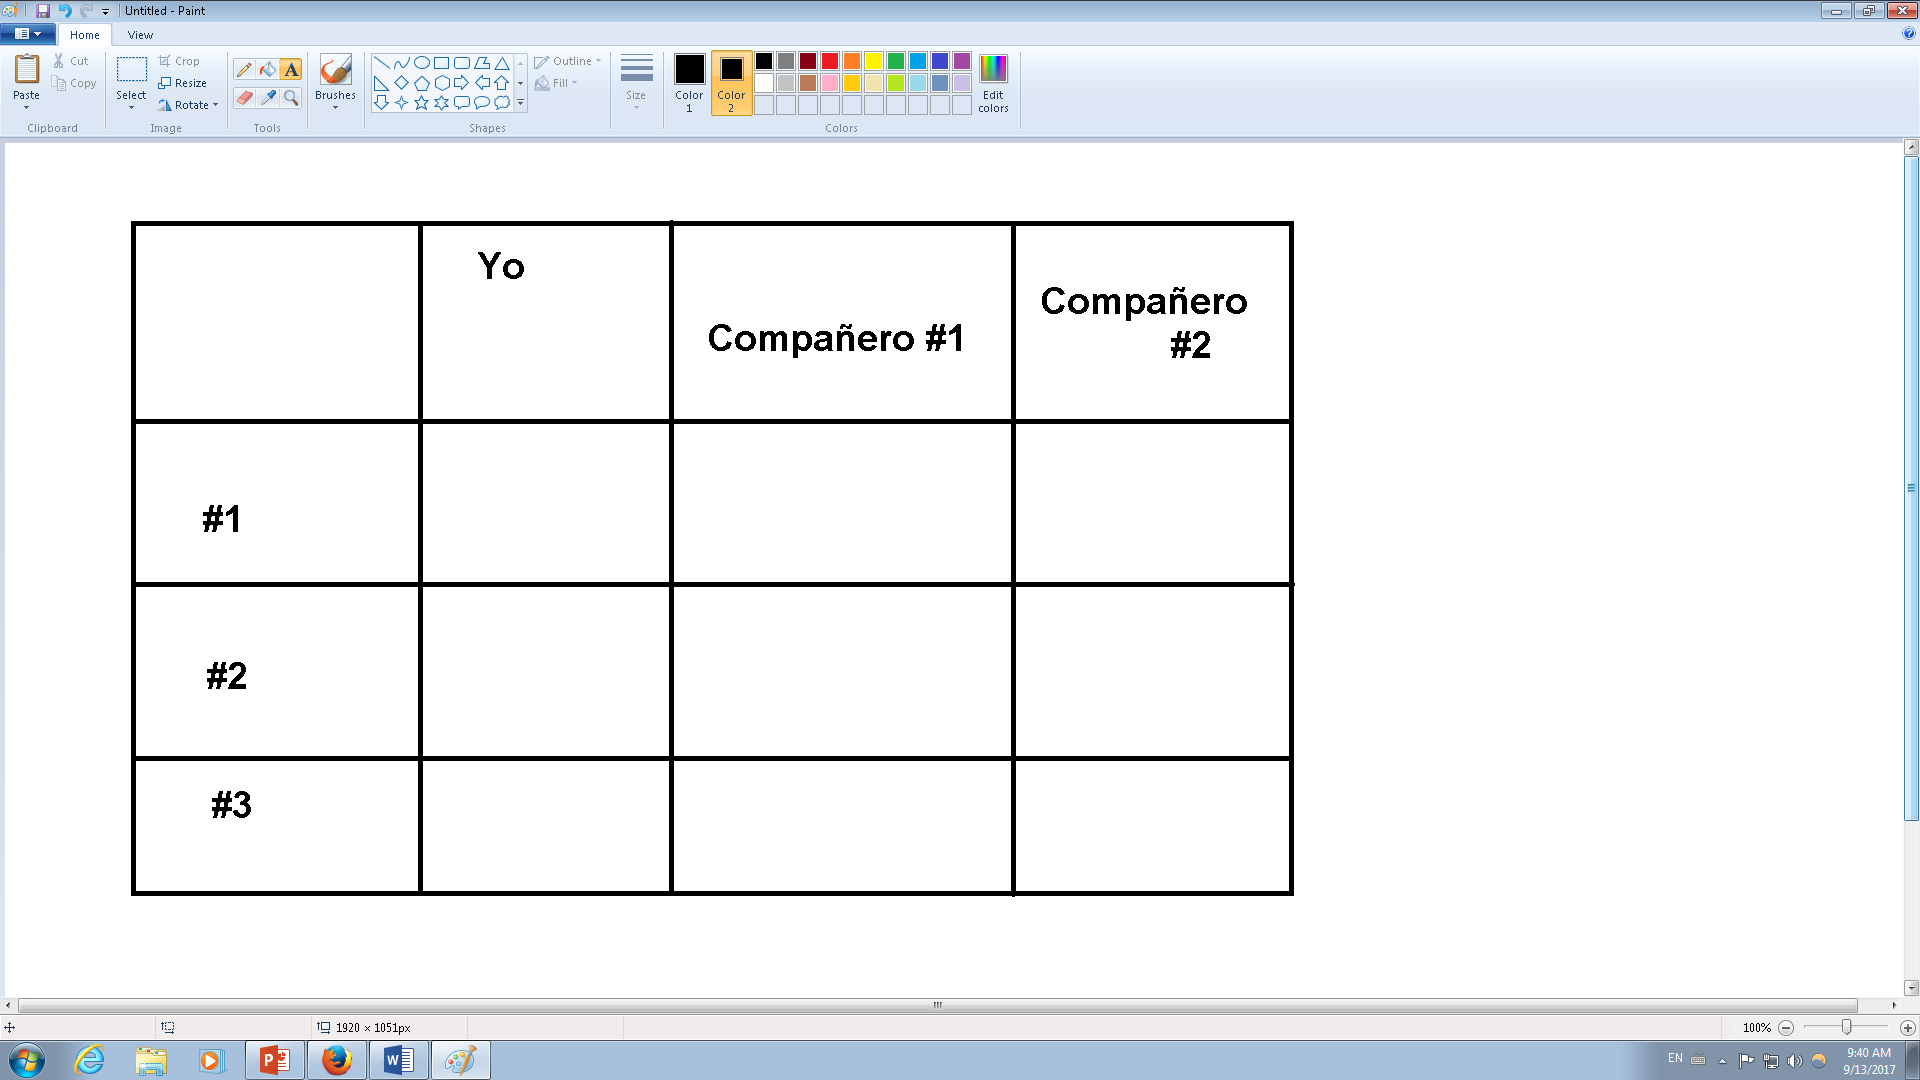 Untitled - Paint
Home View
Paste
Cut
Copy
Clipboard
Select
Crop
Resize
Rotate
Image
A
Tools
Brushes
Shapes
Outline
Fill
Size
Color 1
Color 2
Colors
Edit colors
Yo
Compañero #1
Compañero
#2
#1
#2
#3
1920 × 1051px
100%
EN
9:40 AM
9/13/2017